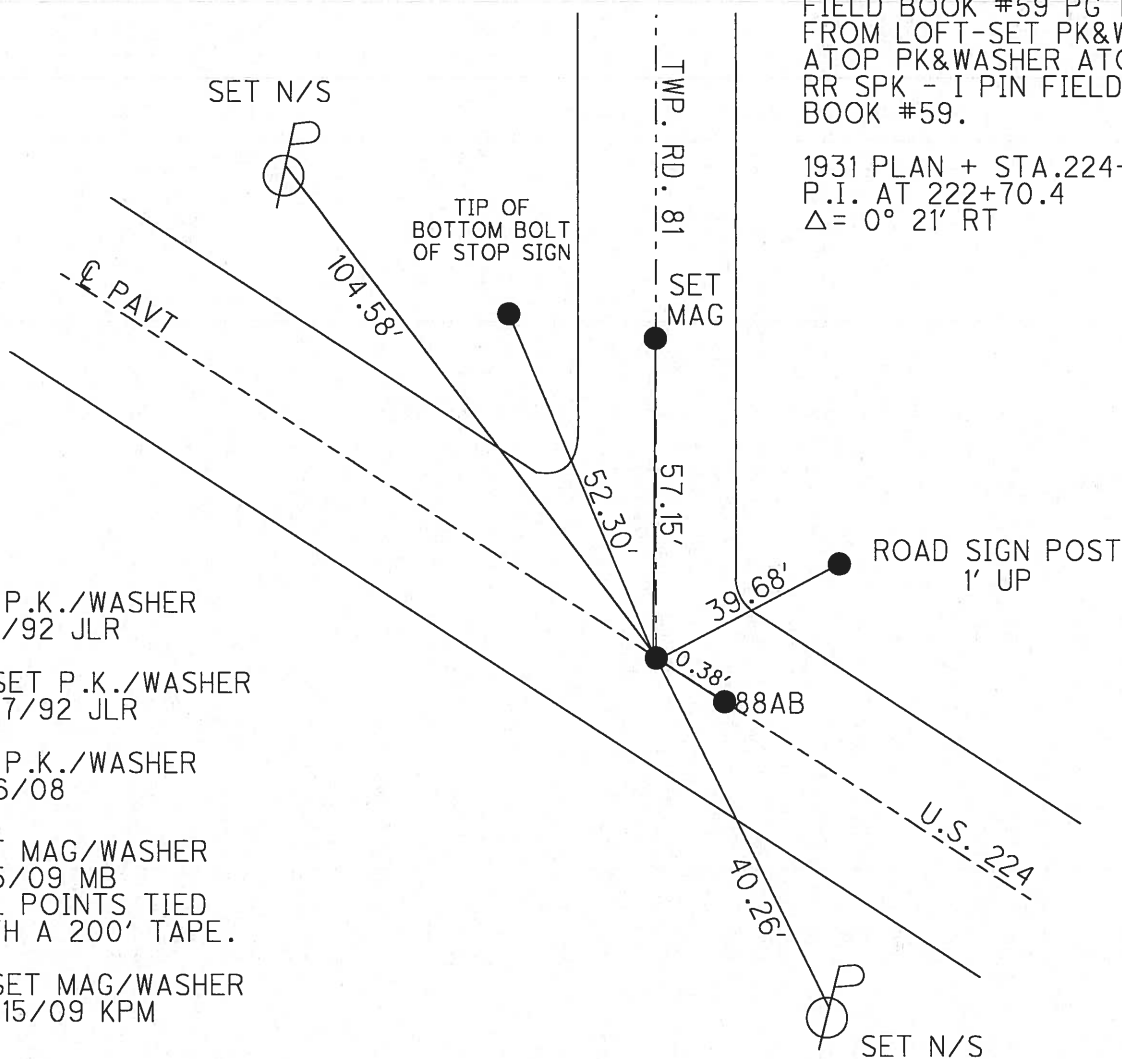 FIELD BOOK #59 PG
FROM LOFT-SET
ATOP PK&WASHER
RR SPK - I PIN FIELD
BOOK #59.
1931 PLAN + STA.224
P.I. AT 222+70.4
△= 0° 21' RT
SET N/S
TWP. RD. 81
TIP OF
BOTTOM BOLT
OF STOP SIGN
℄ PAVT
104.58'
SET
MAG
52.30'
57.15'
39.68'
ROAD SIGN POST
1' UP
0.38'
88AB
U.S. 224
40.26'
SET N/S
P.K./WASHER
/92 JLR
SET P.K./WASHER
7/92 JLR
P.K./WASHER
/08
MAG/WASHER
/09 MB
POINTS TIED
A 200' TAPE.
SET MAG/WASHER
15/09 KPM